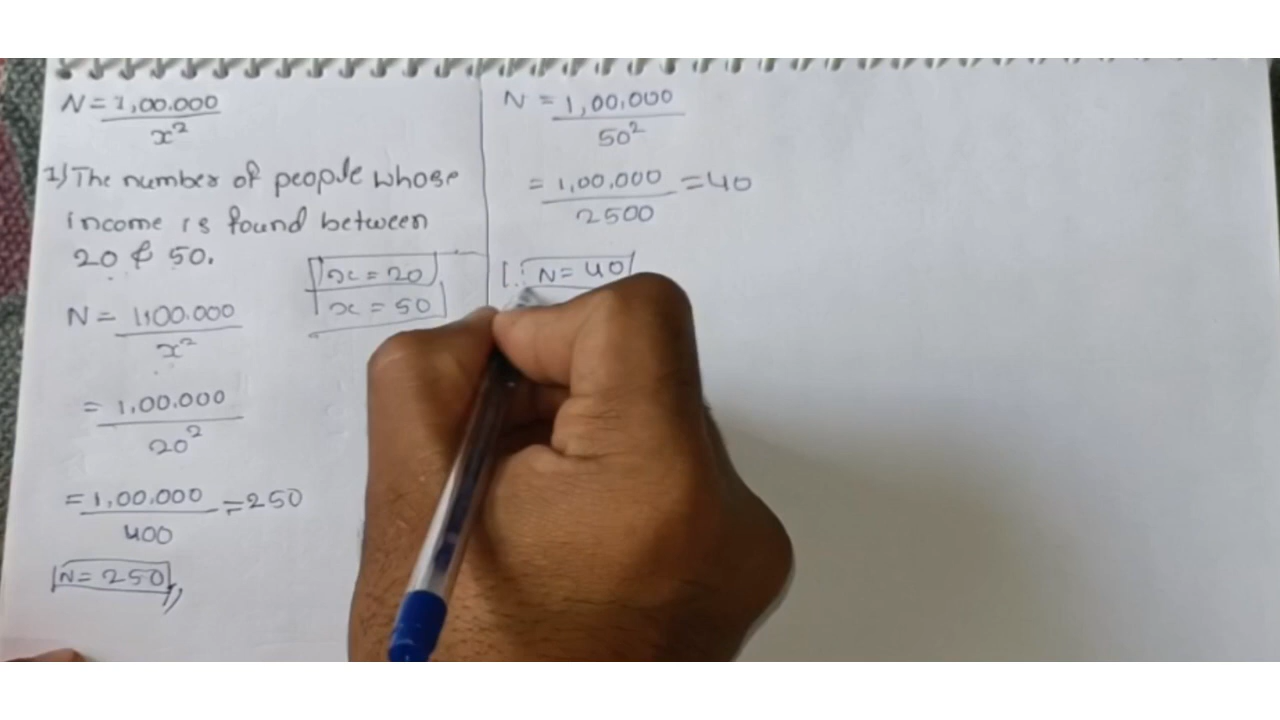 N = 1,00.000
x²
1) The number of people whose
income is found between
20 & 50.
x = 20
x = 50
N = 1,00.000
x²
= 1,00.000
20²
= 1,00,000 = 250
400
N = 250
N = 1,00,000
50²
= 1,00,000 = 40
2500
∴ N = 40